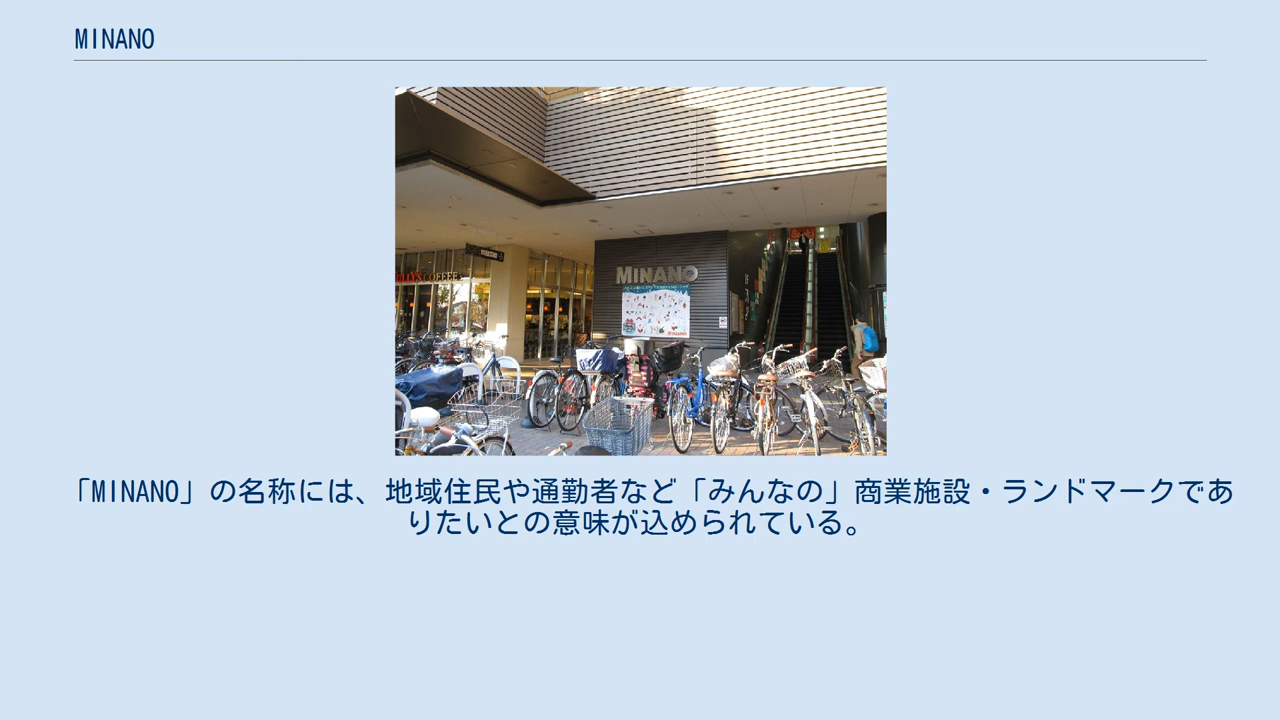 MINANO
MINANO
COFFEE
「MINANO」の名称には、地域住民や通勤者など「みんなの」商業施設・ランドマークであ
りたいとの意味が込められている。